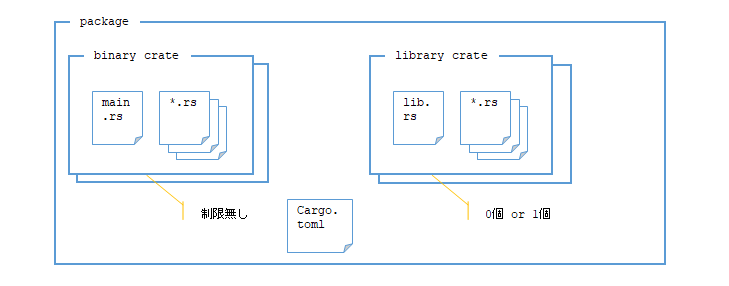 package
binary crate
library crate
main
.rs
*.rs
lib.
rs
*.rs
制限無し
Cargo.
toml
0個 or 1個